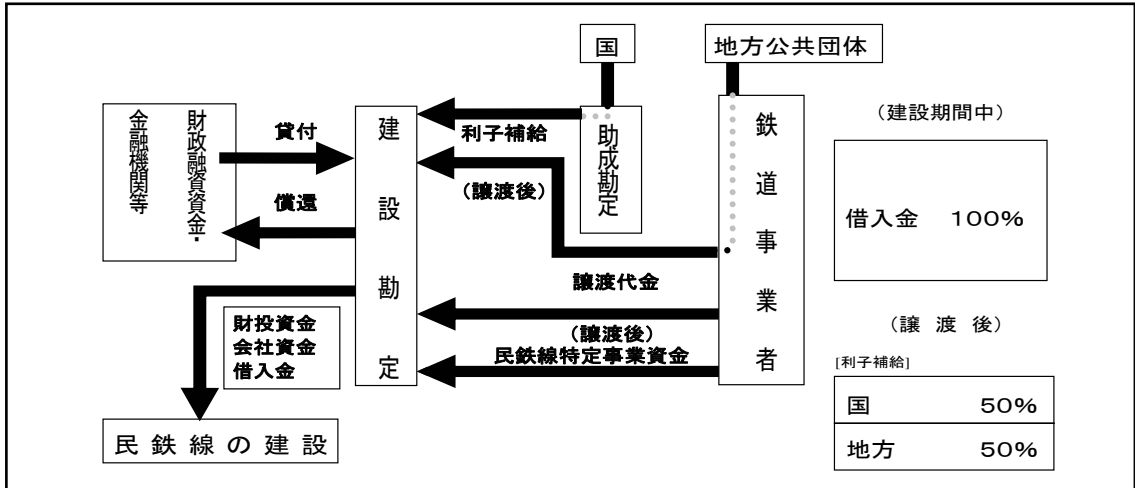 国
地方公共団体
財政融資資金・
金融機関等
貸付
償還
建設勘定
利子補給
（譲渡後）
助成勘定
譲渡代金
（譲渡後）
民鉄線特定事業資金
鉄道事業者
財投資金
会社資金
借入金
民鉄線の建設
（建設期間中）
借入金　100%
（譲渡後）
[利子補給]
国　50%
地方　50%